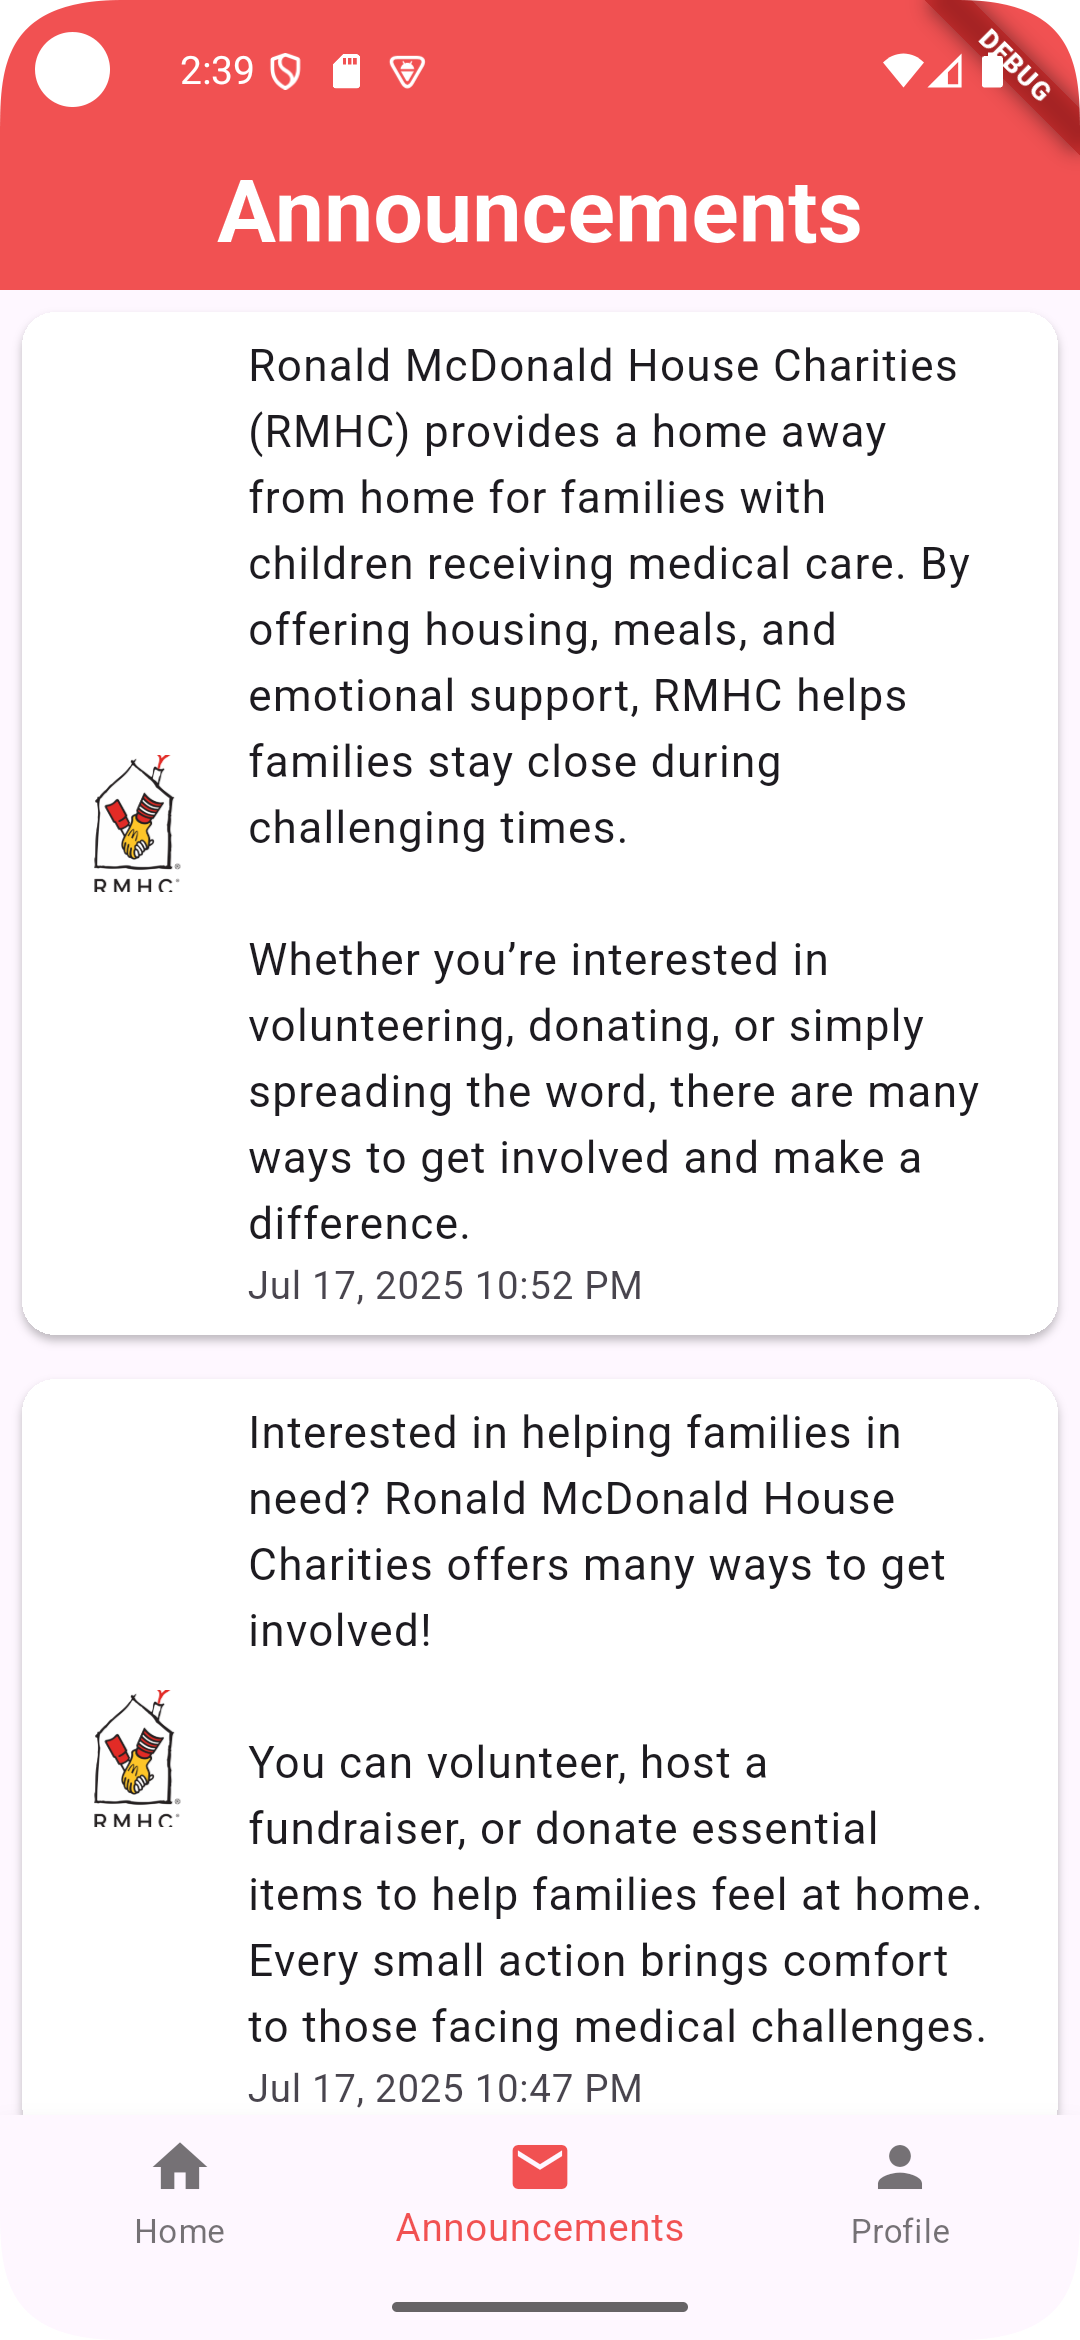 2:39
DEBUG
Announcements
Ronald McDonald House Charities
(RMHC) provides a home away
from home for families with
children receiving medical care. By
offering housing, meals, and
emotional support, RMHC helps
families stay close during
challenging times.
RMHC
Whether you’re interested in
volunteering, donating, or simply
spreading the word, there are many
ways to get involved and make a
difference.
Jul 17, 2025 10:52 PM
Interested in helping families in
need? Ronald McDonald House
Charities offers many ways to get
involved!
RMHC
You can volunteer, host a
fundraiser, or donate essential
items to help families feel at home.
Every small action brings comfort
to those facing medical challenges.
Jul 17, 2025 10:47 PM
Home
Announcements
Profile